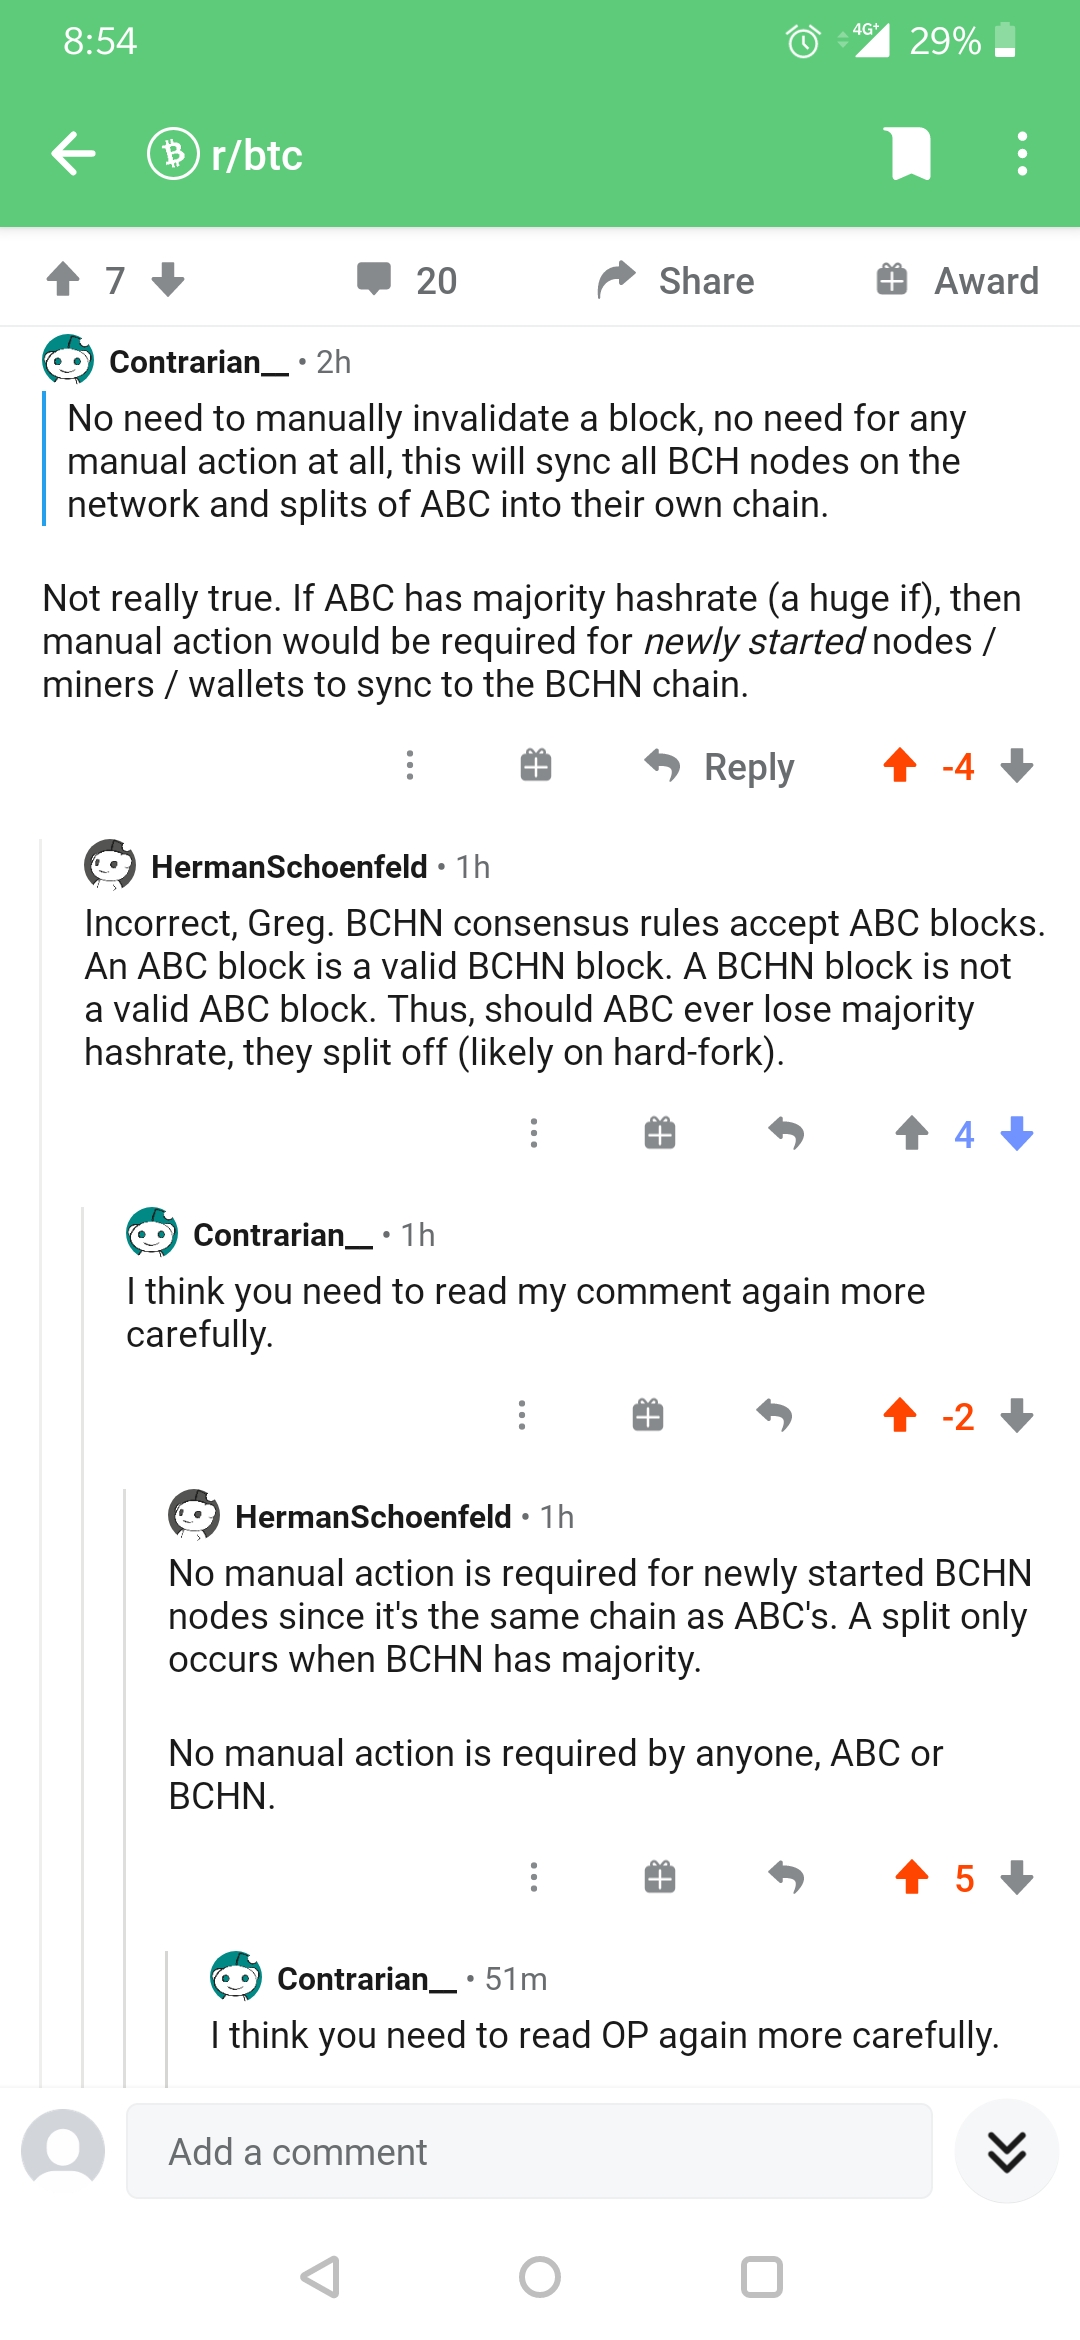 8:54
4G+
29%
r/btc
7
20
Share
Award
Contrarian__ • 2h
No need to manually invalidate a block, no need for any
manual action at all, this will sync all BCH nodes on the
network and splits of ABC into their own chain.
Not really true. If ABC has majority hashrate (a huge if), then
manual action would be required for newly started nodes /
miners / wallets to sync to the BCHN chain.
Reply
-4
HermanSchoenfeld • 1h
Incorrect, Greg. BCHN consensus rules accept ABC blocks.
An ABC block is a valid BCHN block. A BCHN block is not
a valid ABC block. Thus, should ABC ever lose majority
hashrate, they split off (likely on hard-fork).
4
Contrarian__ • 1h
I think you need to read my comment again more
carefully.
-2
HermanSchoenfeld • 1h
No manual action is required for newly started BCHN
nodes since it's the same chain as ABC's. A split only
occurs when BCHN has majority.
No manual action is required by anyone, ABC or
BCHN.
5
Contrarian__ • 51m
I think you need to read OP again more carefully.
Add a comment